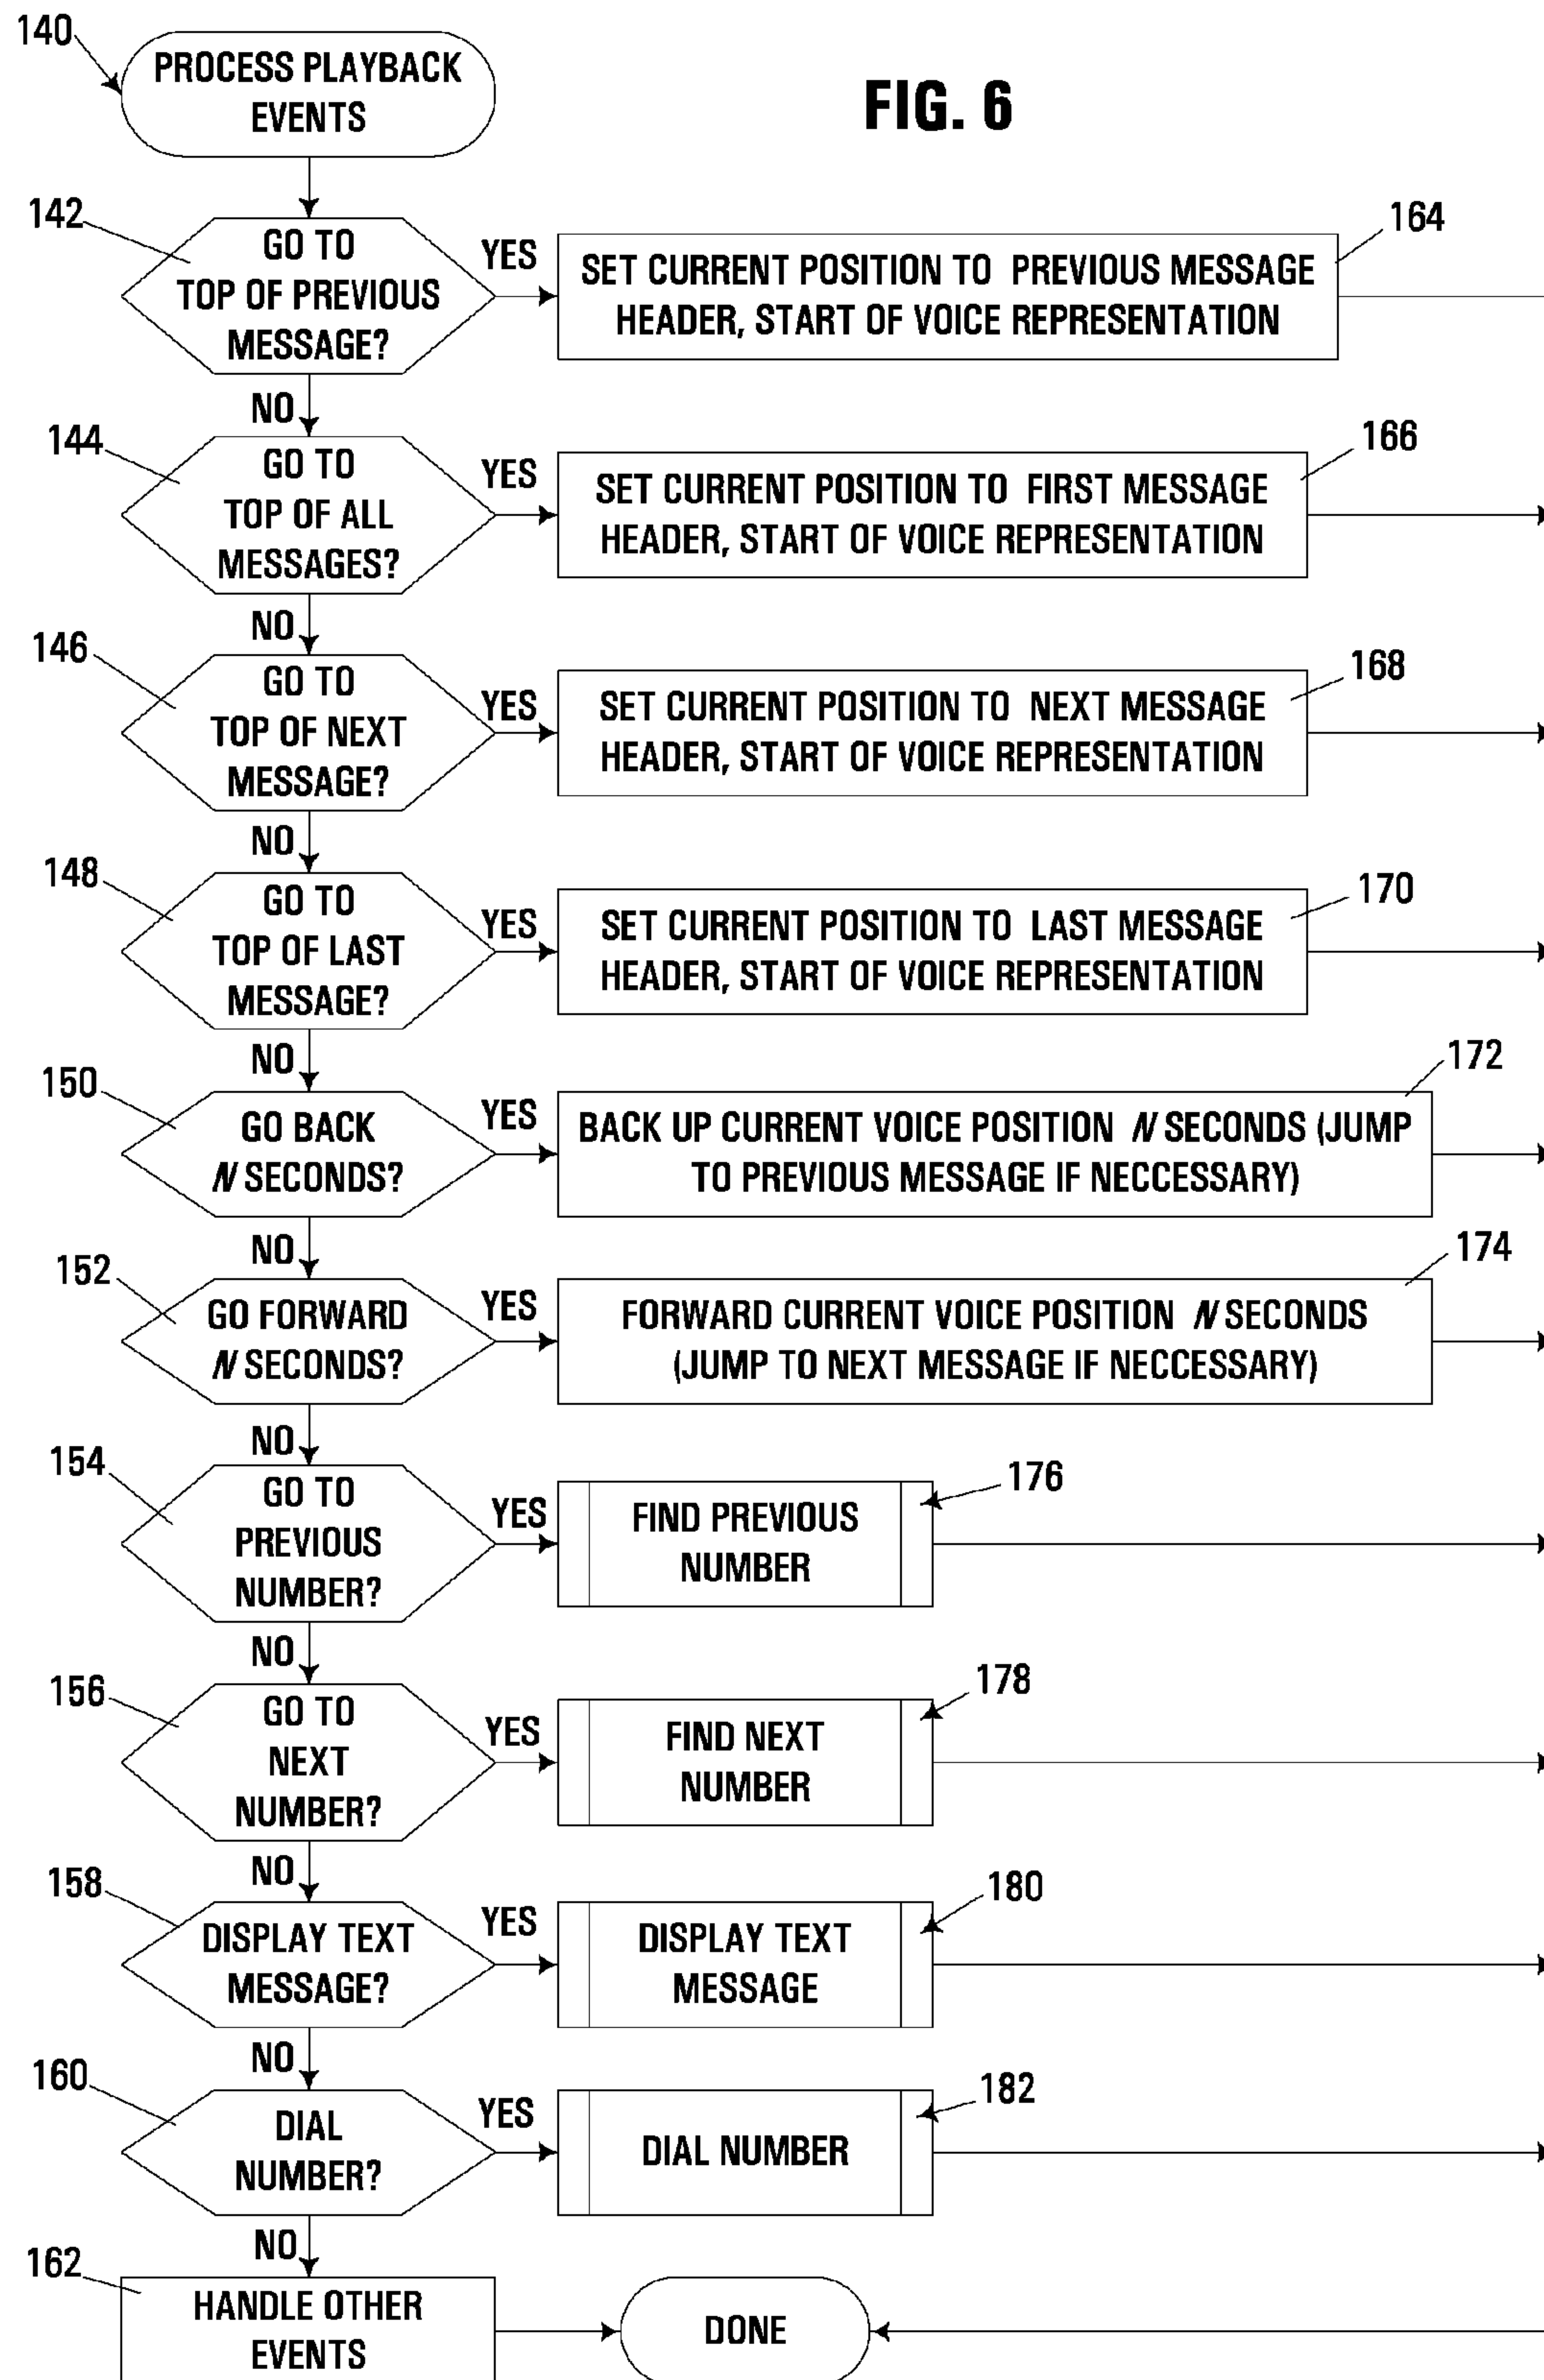 140
PROCESS PLAYBACK
EVENTS
FIG. 6
142
GO TO
TOP OF PREVIOUS
MESSAGE?
YES
SET CURRENT POSITION TO PREVIOUS MESSAGE
HEADER, START OF VOICE REPRESENTATION
164
NO
144
GO TO
TOP OF ALL
MESSAGES?
YES
SET CURRENT POSITION TO FIRST MESSAGE
HEADER, START OF VOICE REPRESENTATION
166
NO
146
GO TO
TOP OF NEXT
MESSAGE?
YES
SET CURRENT POSITION TO NEXT MESSAGE
HEADER, START OF VOICE REPRESENTATION
168
NO
148
GO TO
TOP OF LAST
MESSAGE?
YES
SET CURRENT POSITION TO LAST MESSAGE
HEADER, START OF VOICE REPRESENTATION
170
NO
150
GO BACK
N SECONDS?
YES
BACK UP CURRENT VOICE POSITION N SECONDS (JUMP
TO PREVIOUS MESSAGE IF NECCESSARY)
172
NO
152
GO FORWARD
N SECONDS?
YES
FORWARD CURRENT VOICE POSITION N SECONDS
(JUMP TO NEXT MESSAGE IF NECCESSARY)
174
NO
154
GO TO
PREVIOUS
NUMBER?
YES
FIND PREVIOUS
NUMBER
176
NO
156
GO TO
NEXT
NUMBER?
YES
FIND NEXT
NUMBER
178
NO
158
DISPLAY TEXT
MESSAGE?
YES
DISPLAY TEXT
MESSAGE
180
NO
160
DIAL
NUMBER?
YES
DIAL NUMBER
182
NO
162
HANDLE OTHER
EVENTS
DONE